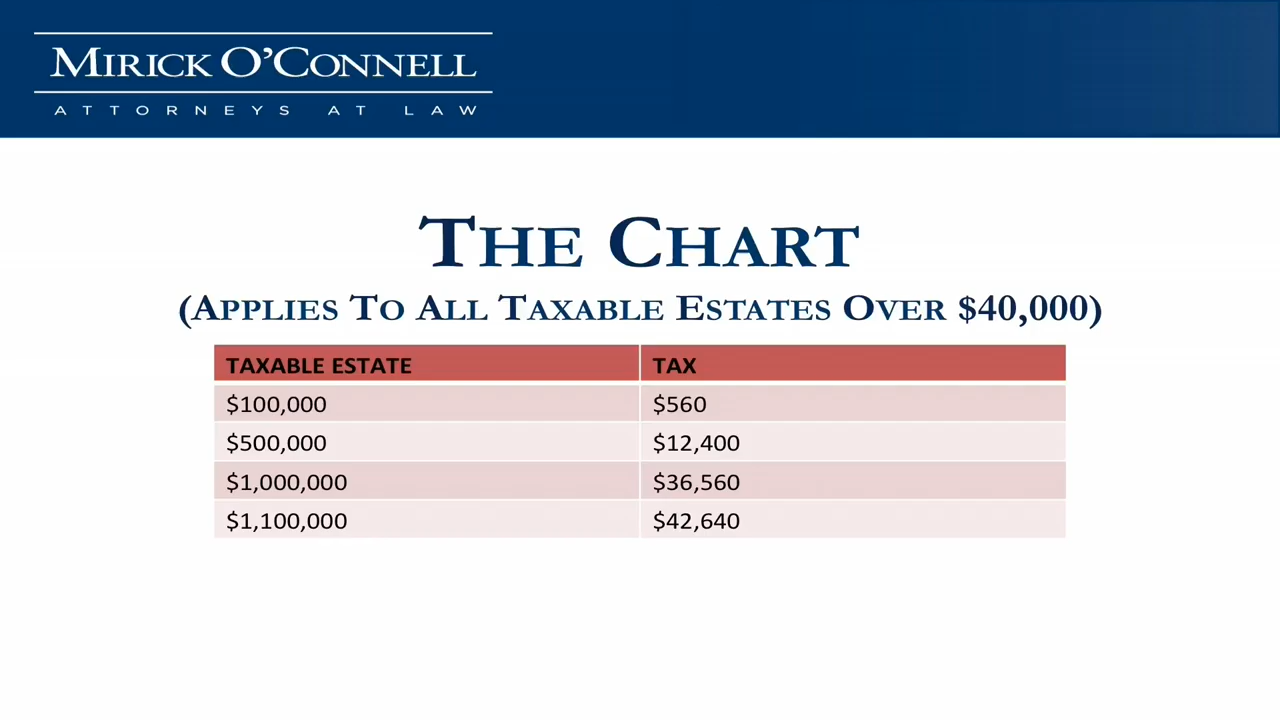 MIRICK O'CONNELL
ATTORNEYS AT LAW
THE CHART
(APPLIES TO ALL TAXABLE ESTATES OVER $40,000)
TAXABLE ESTATE TAX
$100,000 $560
$500,000 $12,400
$1,000,000 $36,560
$1,100,000 $42,640